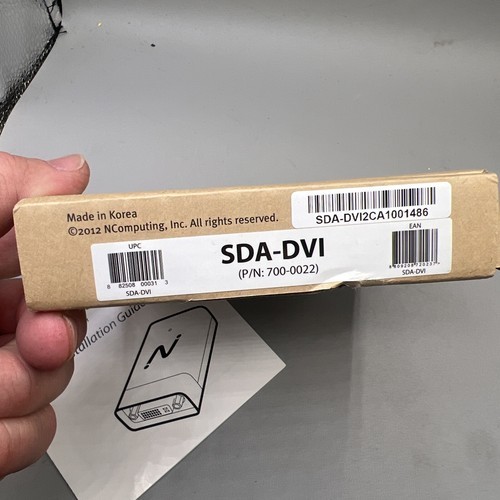 Made in Korea
©2012 NComputing, Inc. All rights reserved.
SDA-DVI2CA1001486
UPC
8 82508 00031 3
SDA-DVI
SDA-DVI
(P/N: 700-0022)
EAN
SDA-DVI
Installation Guide